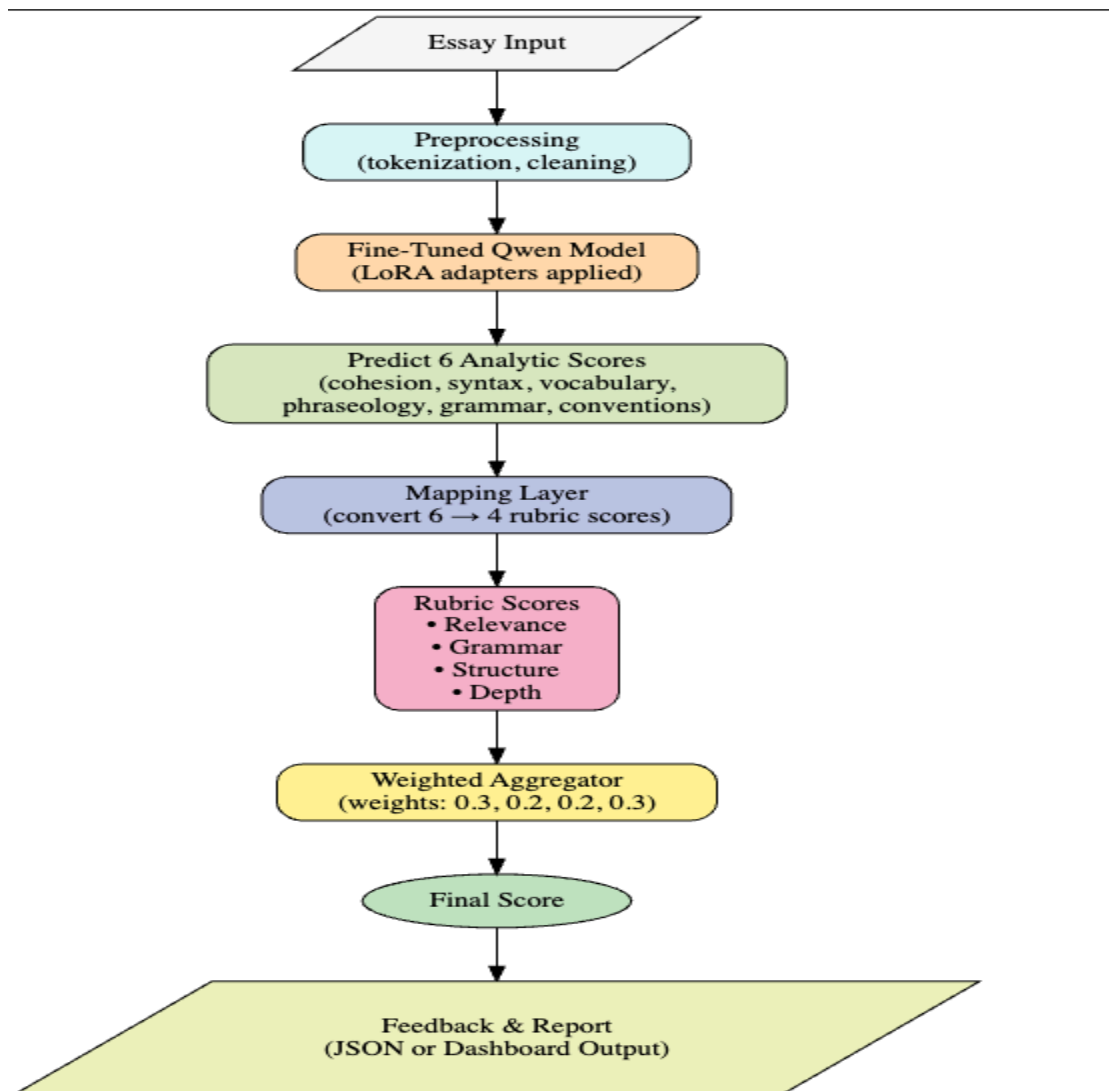 Essay Input
Preprocessing
(tokenization, cleaning)
Fine-Tuned Qwen Model
(LoRA adapters applied)
Predict 6 Analytic Scores
(cohesion, syntax, vocabulary,
phraseology, grammar, conventions)
Mapping Layer
(convert 6 → 4 rubric scores)
Rubric Scores
• Relevance
• Grammar
• Structure
• Depth
Weighted Aggregator
(weights: 0.3, 0.2, 0.2, 0.3)
Final Score
Feedback & Report
(JSON or Dashboard Output)